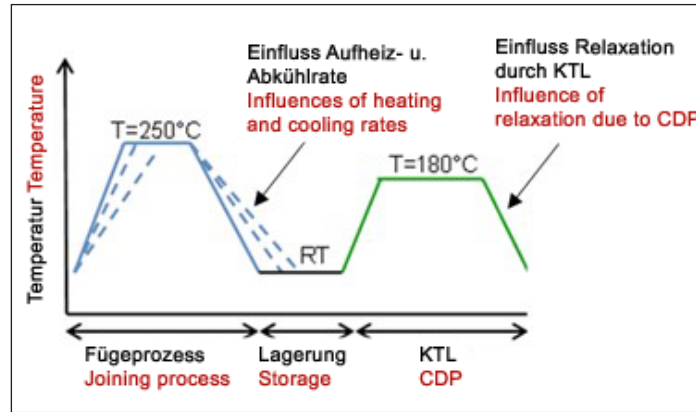 Einfluss Aufheiz- u.
Abkühlrate
Influences of heating
and cooling rates
Einfluss Relaxation
durch KTL
Influence of
relaxation due to CDP
T=250°C
T=180°C
RT
Temperatur Temperature
Fügeprozess
Joining process
Lagerung
Storage
KTL
CDP